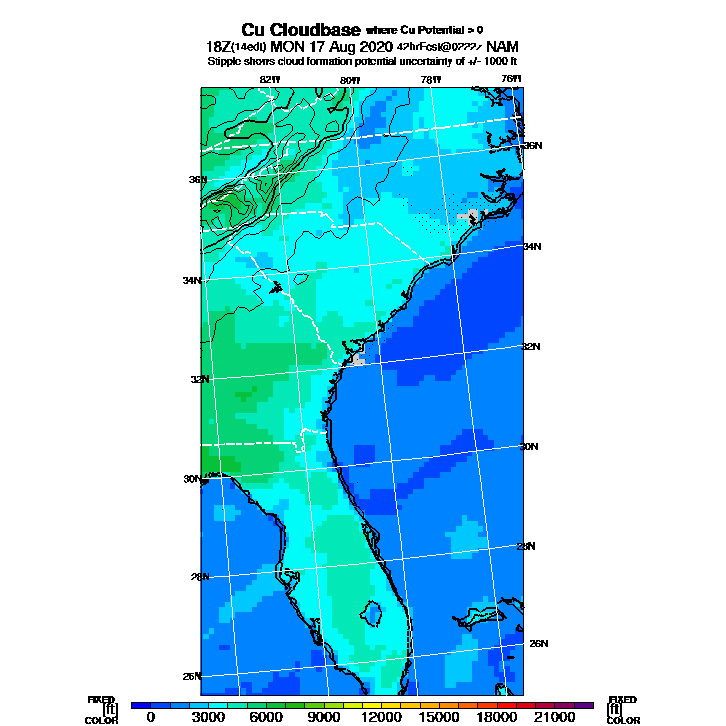 Cu Cloudbase where Cu Potential > 0
18Z(14edt) MON 17 Aug 2020 42hrFcst@0222z NAM
Stipple shows cloud formation potential uncertainty of +/- 1000 ft
82W 80W 78W 76W
36N
36N
34N
34N
32N
32N
30N
30N
28N
28N
26N
26N
FIXED FIXED
[ft] [ft]
COLOR 0 3000 6000 9000 12000 15000 18000 21000 COLOR